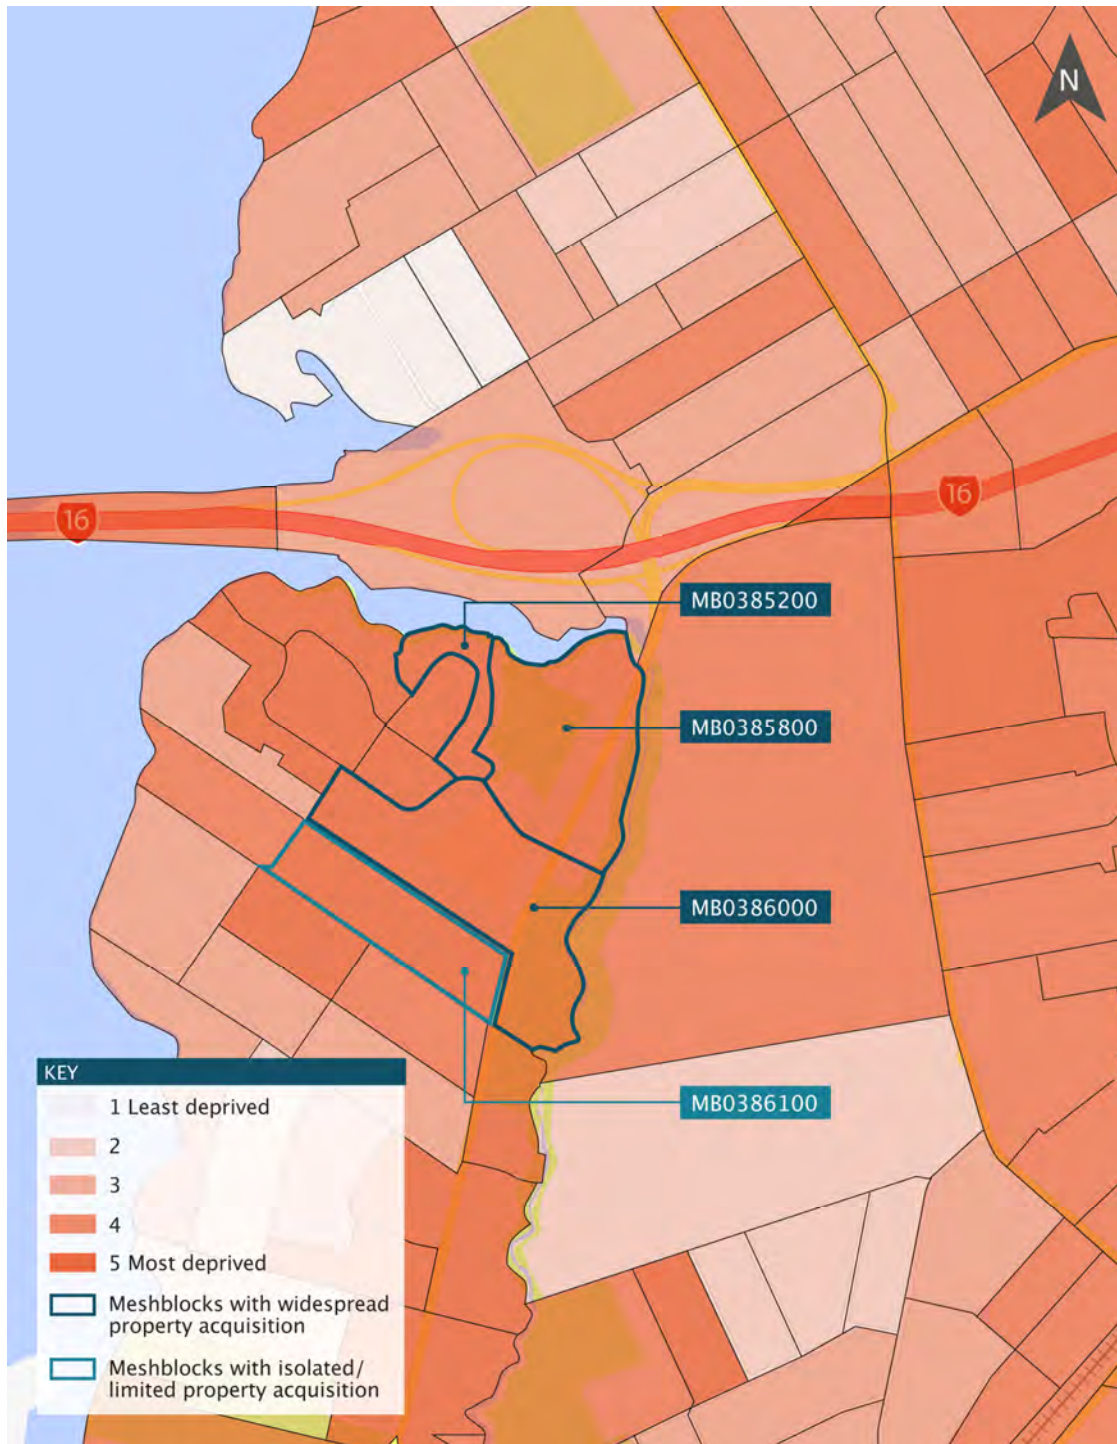 N
16
16
MB0385200
MB0385800
MB0386000
MB0386100
KEY
1 Least deprived
2
3
4
5 Most deprived
Meshblocks with widespread
property acquisition
Meshblocks with isolated/
limited property acquisition